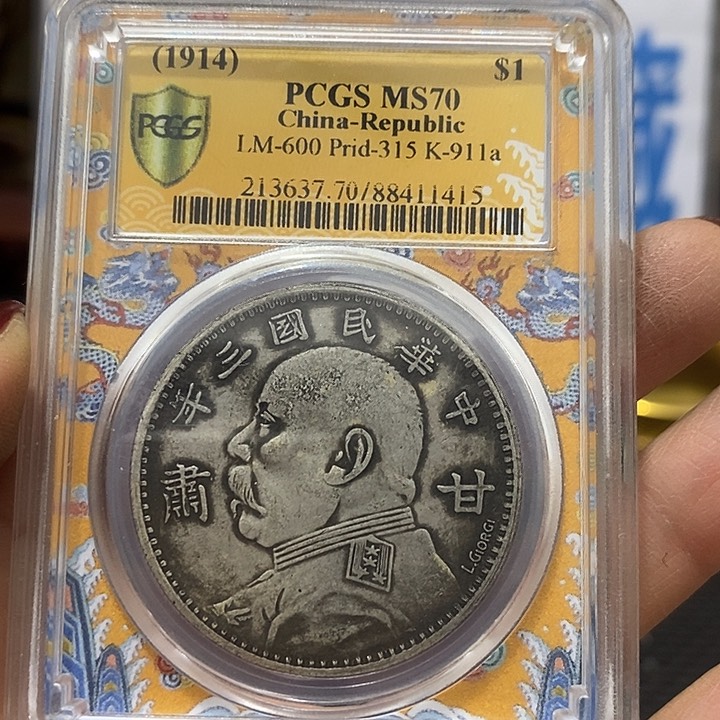 (1914) $1
PCGS MS70
China-Republic
LM-600 Prid-315 K-911a
PCGS
213637.70/88411415
年三國民華中
肅 甘
L.GIORGI